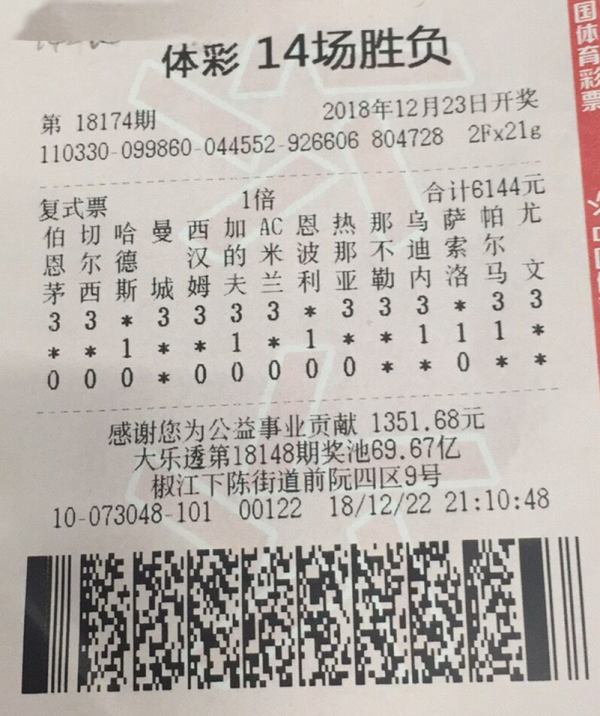 体彩 14场胜负
第 18174期 2018年12月23日开奖
110330-099860-044552-926606 804728 2Fx21g
复式票 1倍 合计6144元
伯 切 哈 曼 西 加 AC 恩 热 那 乌 萨 帕 尤
恩 尔 德 汉 的 米 波 那 不 迪 索 尔
茅 西 斯 城 姆 夫 兰 利 亚 勒 内 洛 马 文
3 3 * 3 3 3 3 * 3 3 3 * 3 3
* * 1 * * 1 * 1 * * 1 1 1 *
0 0 0 * 0 0 0 0 0 * * 0 * *
感谢您为公益事业贡献 1351.68元
大乐透第18148期奖池69.67亿
椒江下陈街道前阮四区9号
10-073048-101 00122 18/12/22 21:10:48
国体育彩票